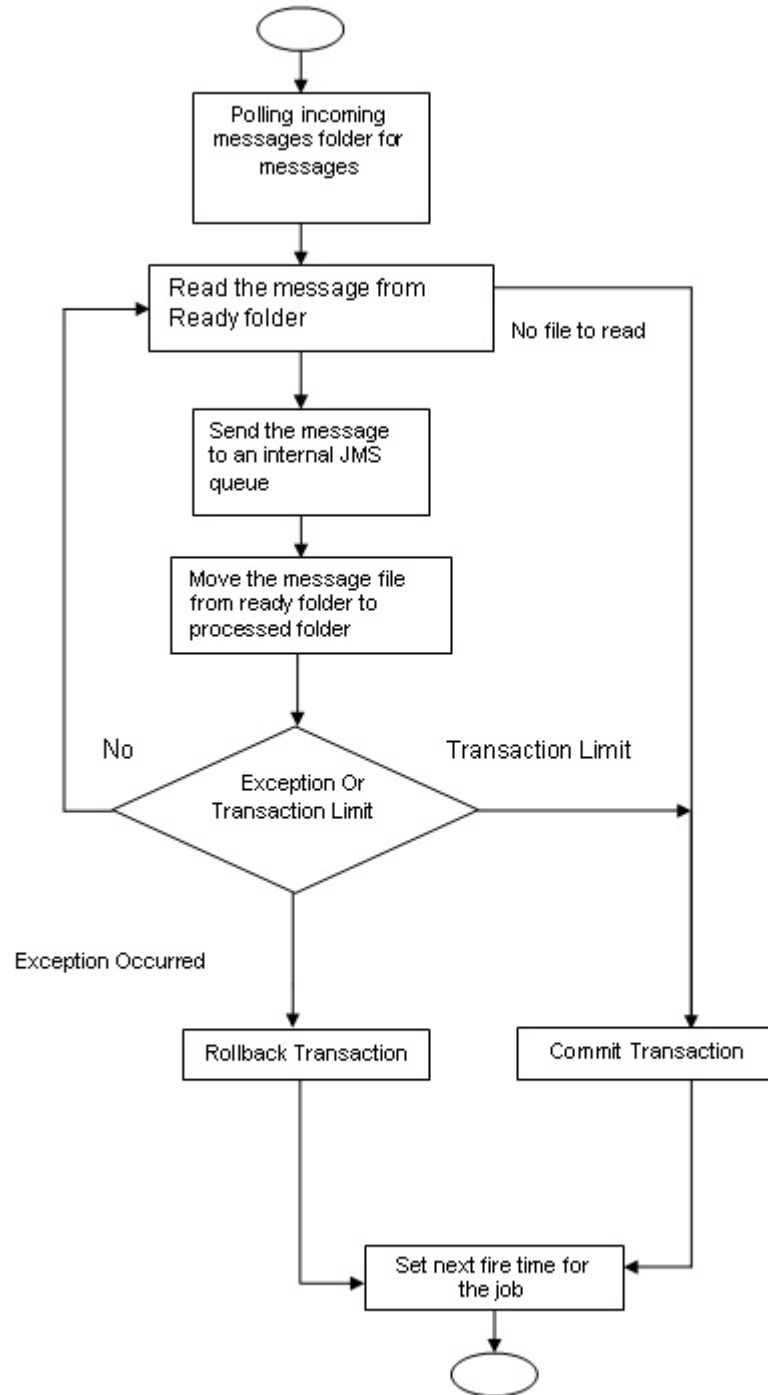 Polling incoming
messages folder for
messages
Read the message from
Ready folder
No file to read
Send the message
to an internal JMS
queue
Move the message file
from ready folder to
processed folder
No
Transaction Limit
Exception Or
Transaction Limit
Exception Occurred
Rollback Transaction
Commit Transaction
Set next fire time for
the job